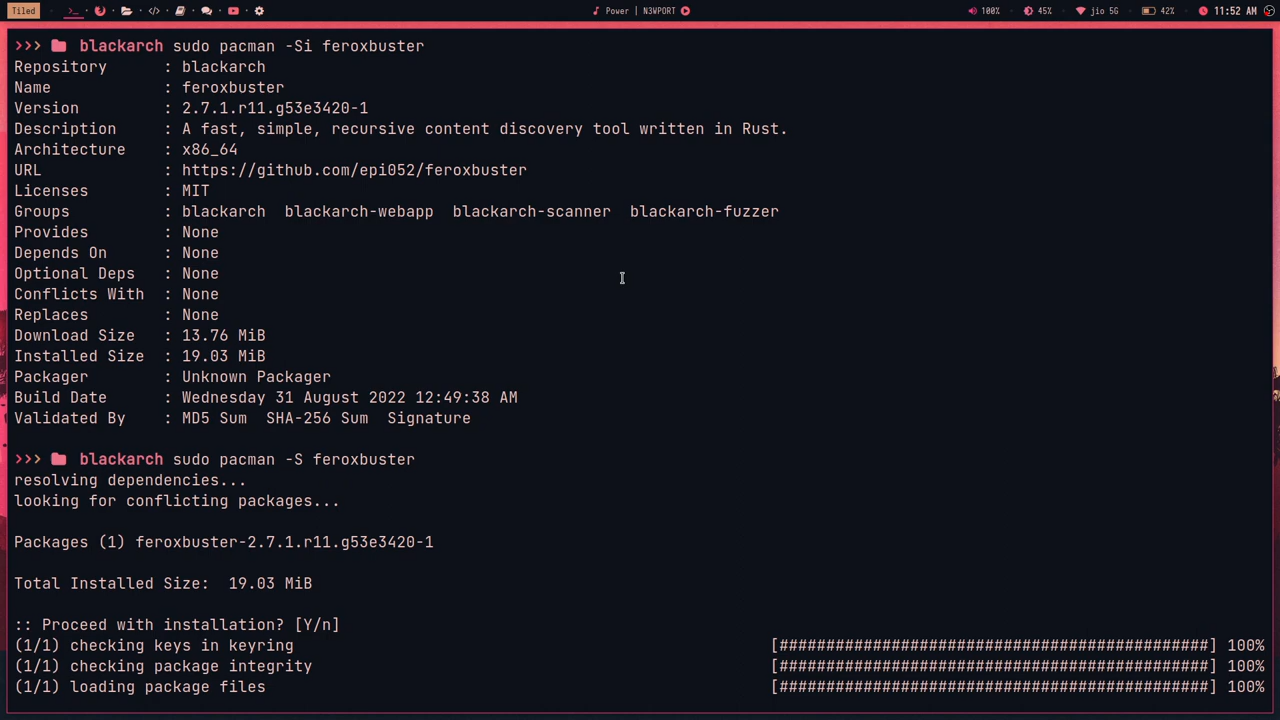 Tiled
Power | N3WPORT
100%
45%
jio 5G
42%
11:52 AM
>>> blackarch sudo pacman -Si feroxbuster
Repository : blackarch
Name : feroxbuster
Version : 2.7.1.r11.g53e3420-1
Description : A fast, simple, recursive content discovery tool written in Rust.
Architecture : x86_64
URL : https://github.com/epi052/feroxbuster
Licenses : MIT
Groups : blackarch blackarch-webapp blackarch-scanner blackarch-fuzzer
Provides : None
Depends On : None
Optional Deps : None
Conflicts With : None
Replaces : None
Download Size : 13.76 MiB
Installed Size : 19.03 MiB
Packager : Unknown Packager
Build Date : Wednesday 31 August 2022 12:49:38 AM
Validated By : MD5 Sum SHA-256 Sum Signature
>>> blackarch sudo pacman -S feroxbuster
resolving dependencies...
looking for conflicting packages...
Packages (1) feroxbuster-2.7.1.r11.g53e3420-1
Total Installed Size: 19.03 MiB
:: Proceed with installation? [Y/n]
(1/1) checking keys in keyring [##############################################] 100%
(1/1) checking package integrity [##############################################] 100%
(1/1) loading package files [##############################################] 100%